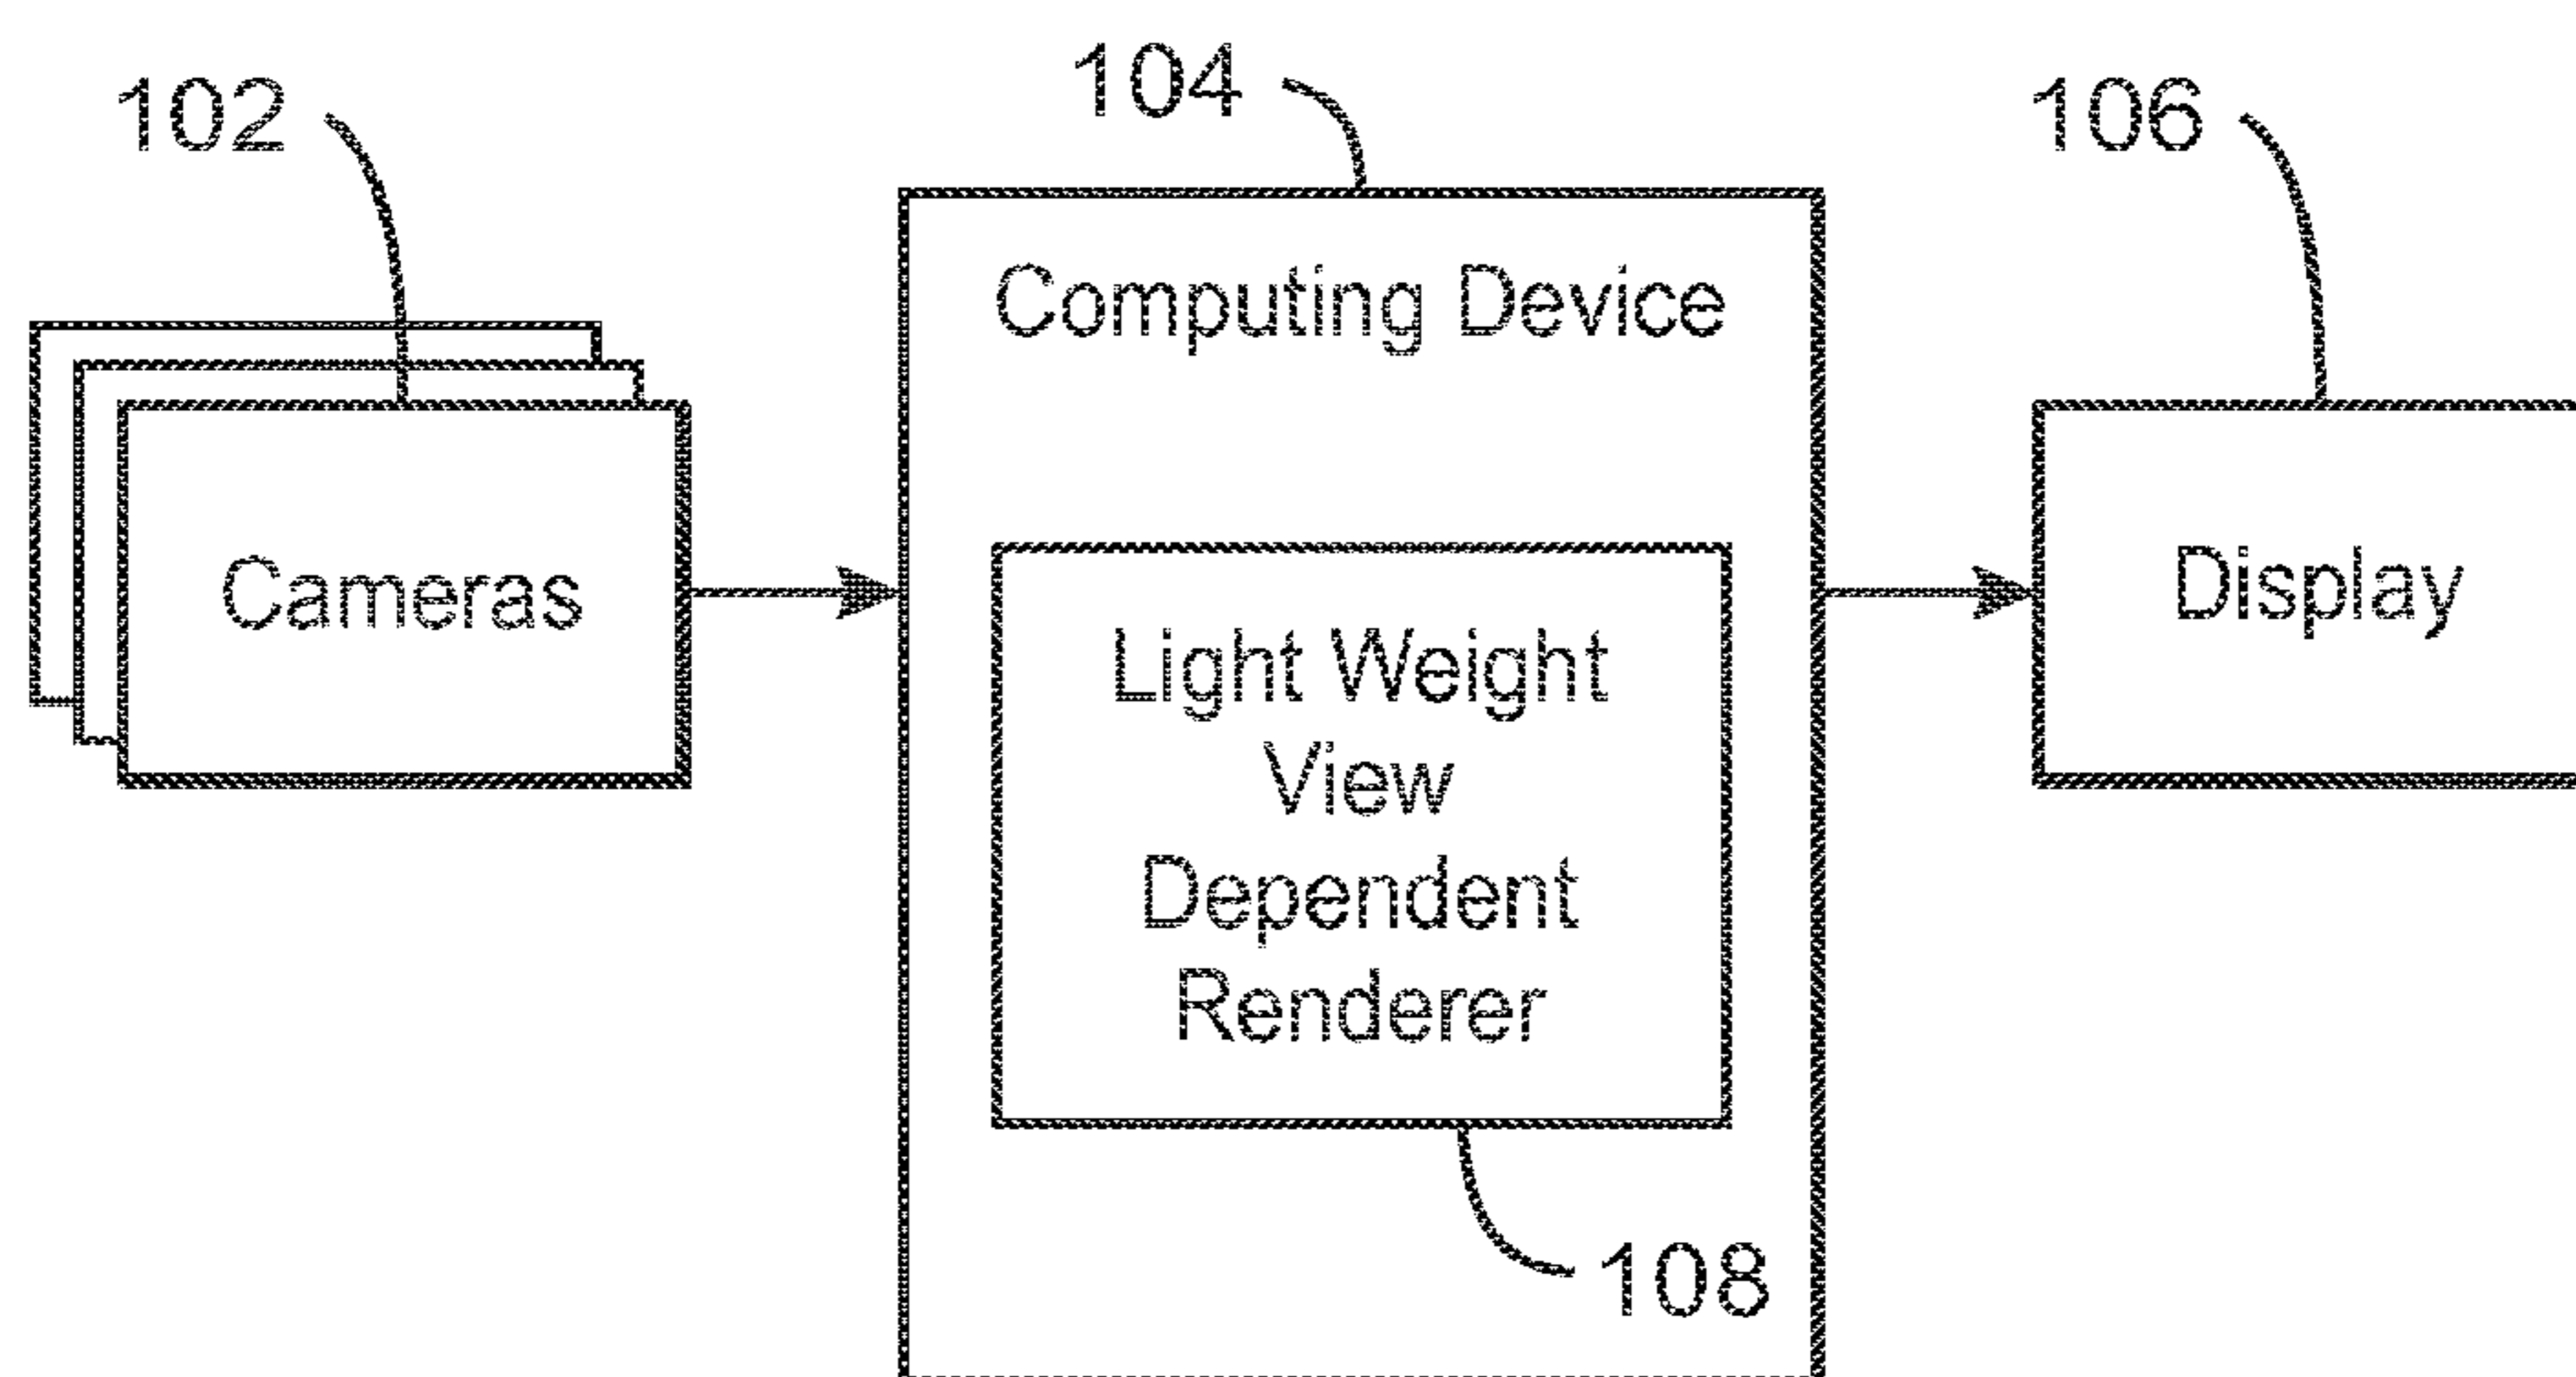 102
104
106
Computing Device
Cameras
Light Weight
View
Dependent
Renderer
Display
108